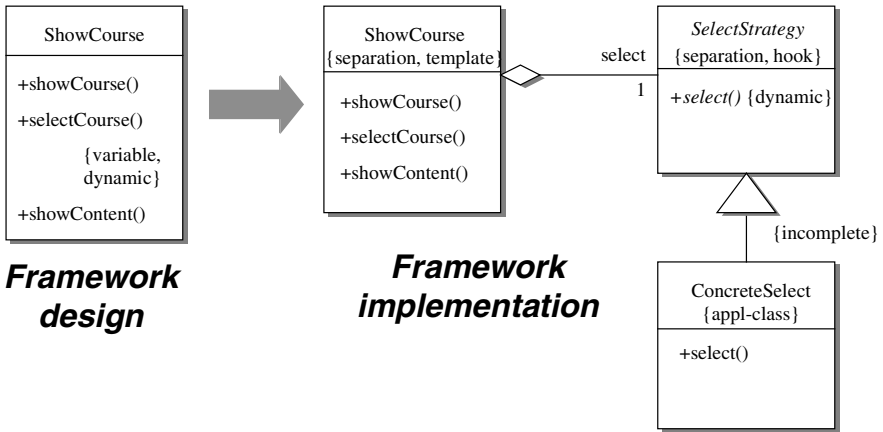 ShowCourse
+showCourse()
+selectCourse()
{variable,
dynamic}
+showContent()
Framework
design
ShowCourse
{separation, template}
+showCourse()
+selectCourse()
+showContent()
Framework
implementation
select
1
SelectStrategy
{separation, hook}
+select() {dynamic}
{incomplete}
ConcreteSelect
{appl-class}
+select()